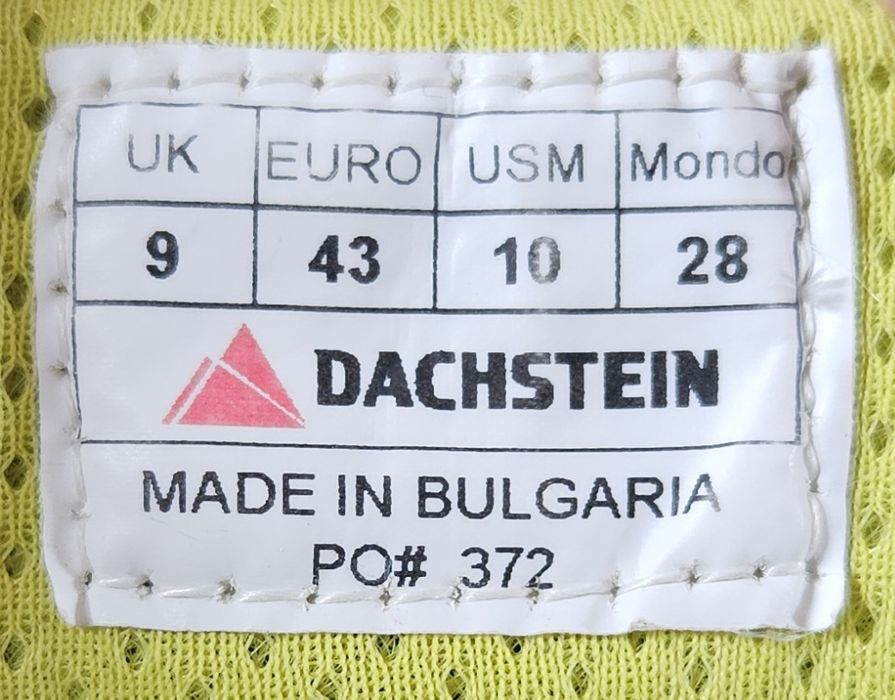 UK EURO USM Mondo
9 43 10 28
DACHSTEIN
MADE IN BULGARIA
PO# 372